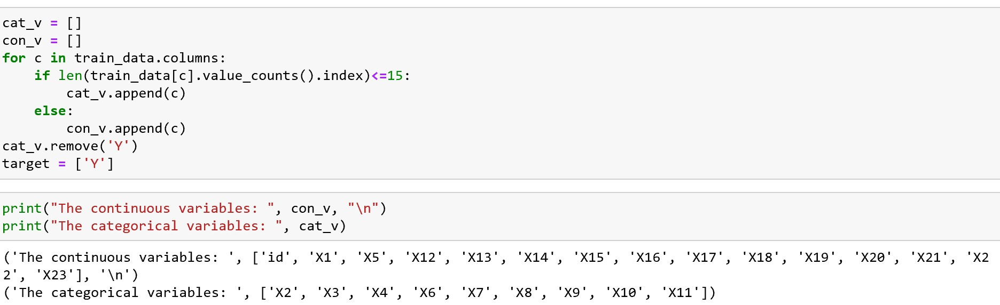 cat_v = []
con_v = []
for c in train_data.columns:
    if len(train_data[c].value_counts().index)<=15:
        cat_v.append(c)
    else:
        con_v.append(c)
cat_v.remove('Y')
target = ['Y']
print("The continuous variables: ", con_v, "\n")
print("The categorical variables: ", cat_v)
('The continuous variables: ', ['id', 'X1', 'X5', 'X12', 'X13', 'X14', 'X15', 'X16', 'X17', 'X18', 'X19', 'X20', 'X21', 'X2
2', 'X23'], '\n')
('The categorical variables: ', ['X2', 'X3', 'X4', 'X6', 'X7', 'X8', 'X9', 'X10', 'X11'])